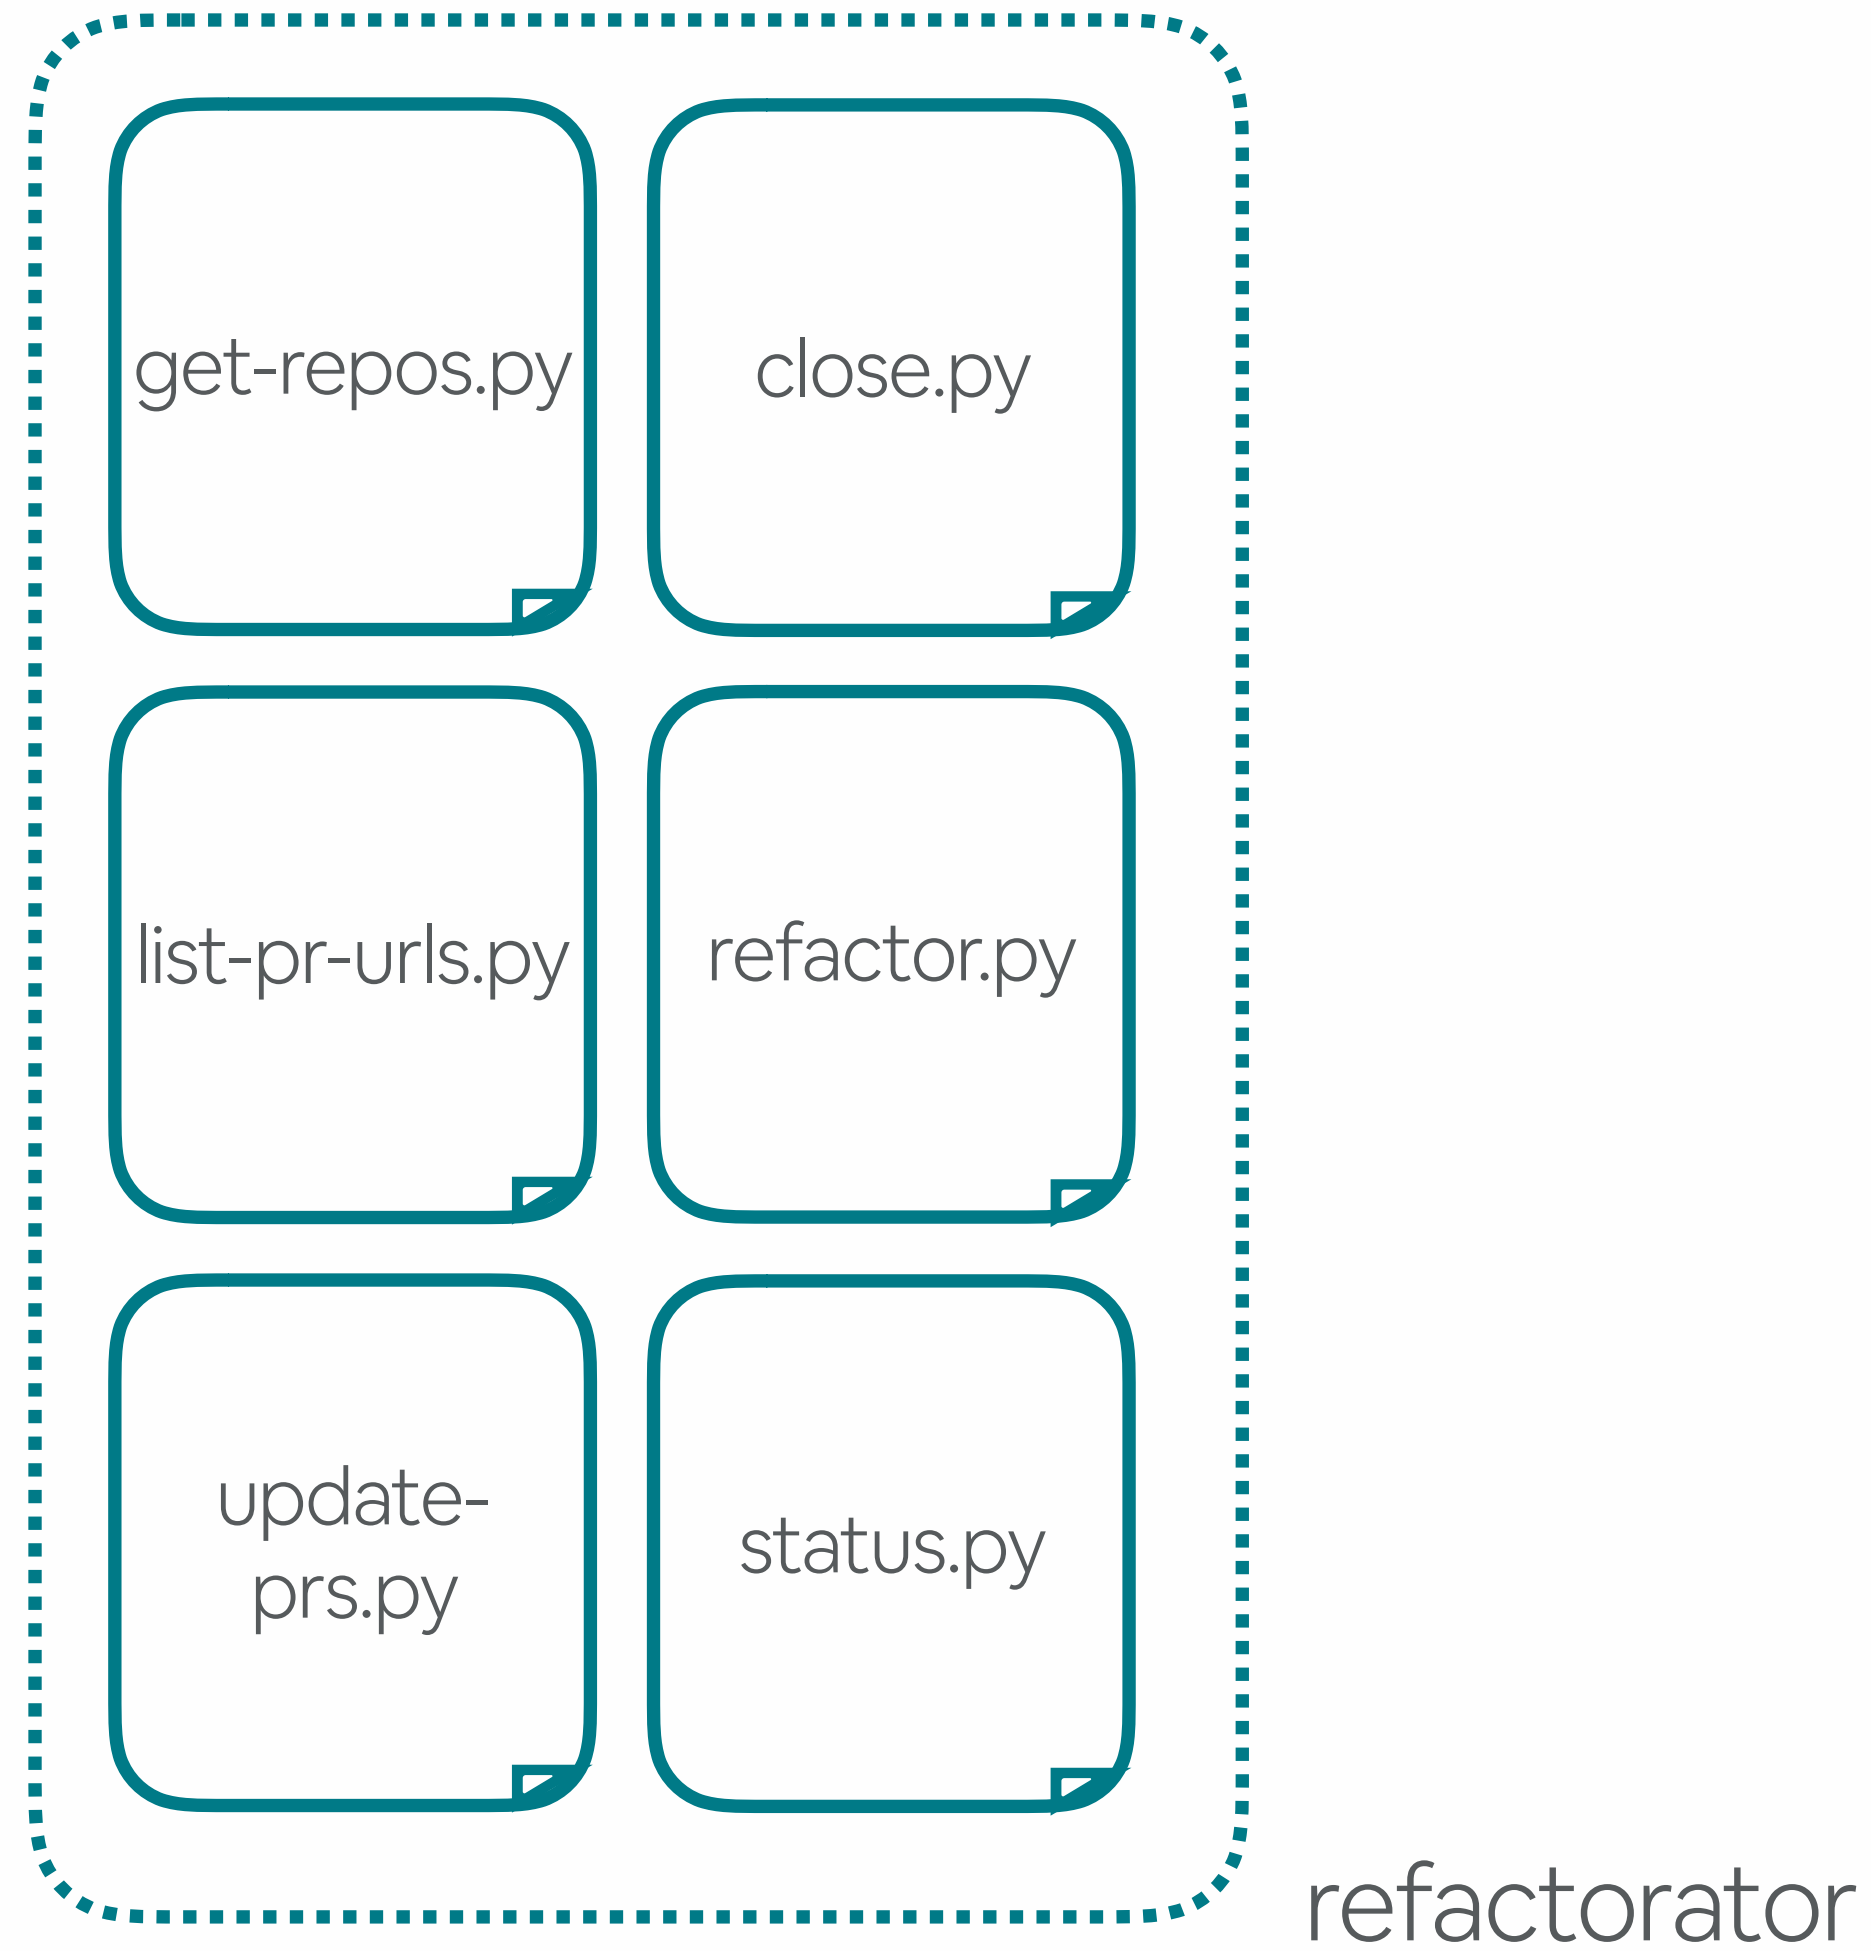 get-repos.py
close.py
list-pr-urls.py
refactor.py
update-
prs.py
status.py
refactorator